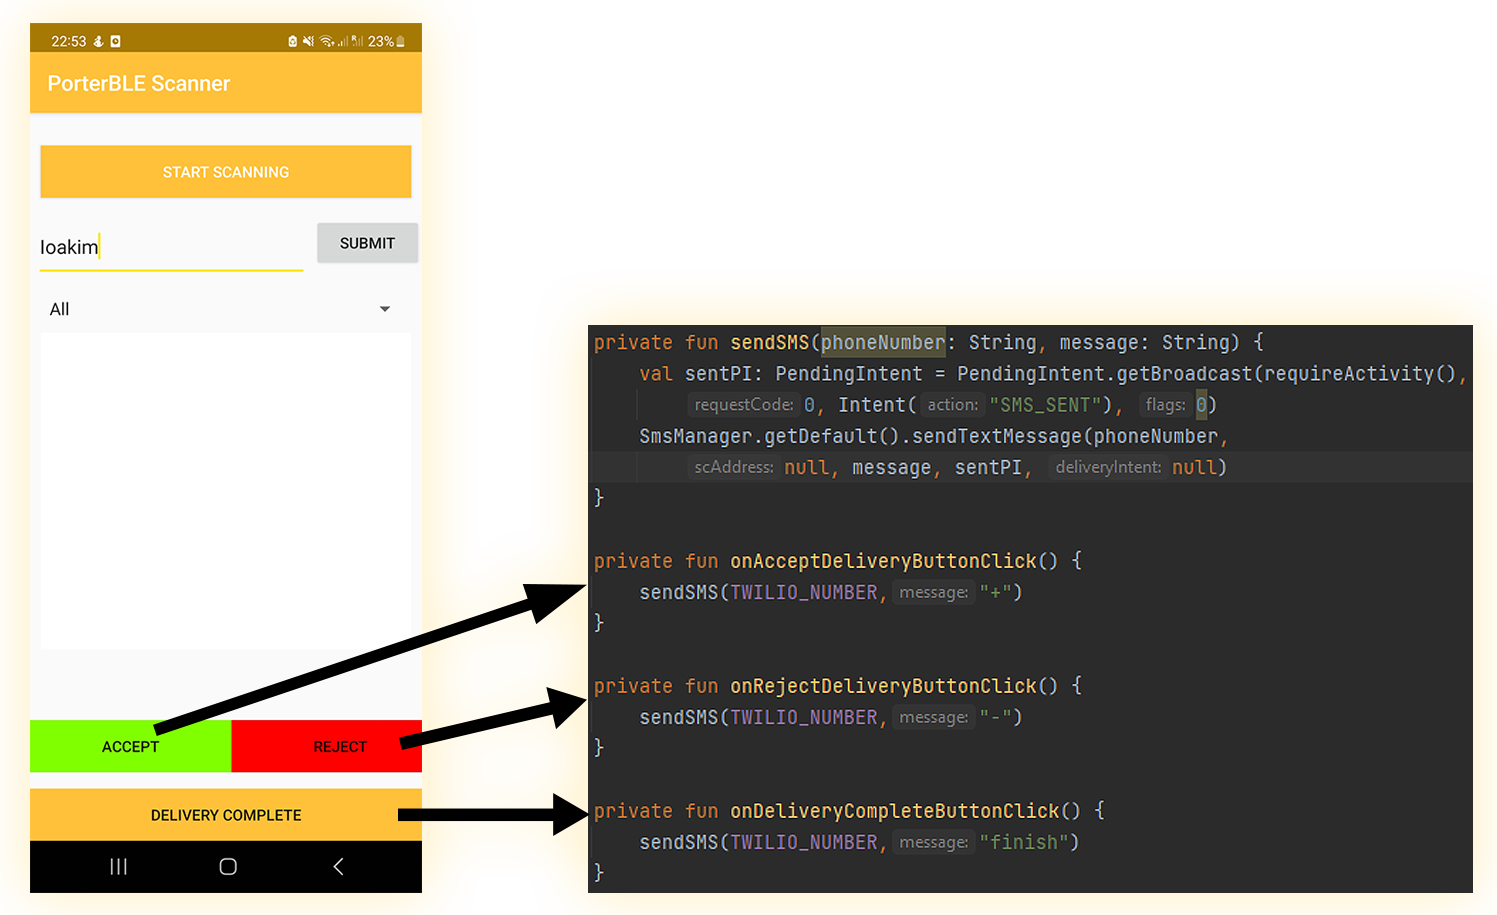 22:53
23%
PorterBLE Scanner
START SCANNING
Ioakim
SUBMIT
All
ACCEPT
REJECT
DELIVERY COMPLETE
private fun sendSMS(phoneNumber: String, message: String) {
val sentPI: PendingIntent = PendingIntent.getBroadcast(requireActivity(),
requestCode: 0, Intent( action: "SMS_SENT"), flags: 0)
SmsManager.getDefault().sendTextMessage(phoneNumber,
scAddress: null, message, sentPI, deliveryIntent: null)
}
private fun onAcceptDeliveryButtonClick() {
sendSMS(TWILIO_NUMBER, message: "+")
}
private fun onRejectDeliveryButtonClick() {
sendSMS(TWILIO_NUMBER, message: "-")
}
private fun onDeliveryCompleteButtonClick() {
sendSMS(TWILIO_NUMBER, message: "finish")
}